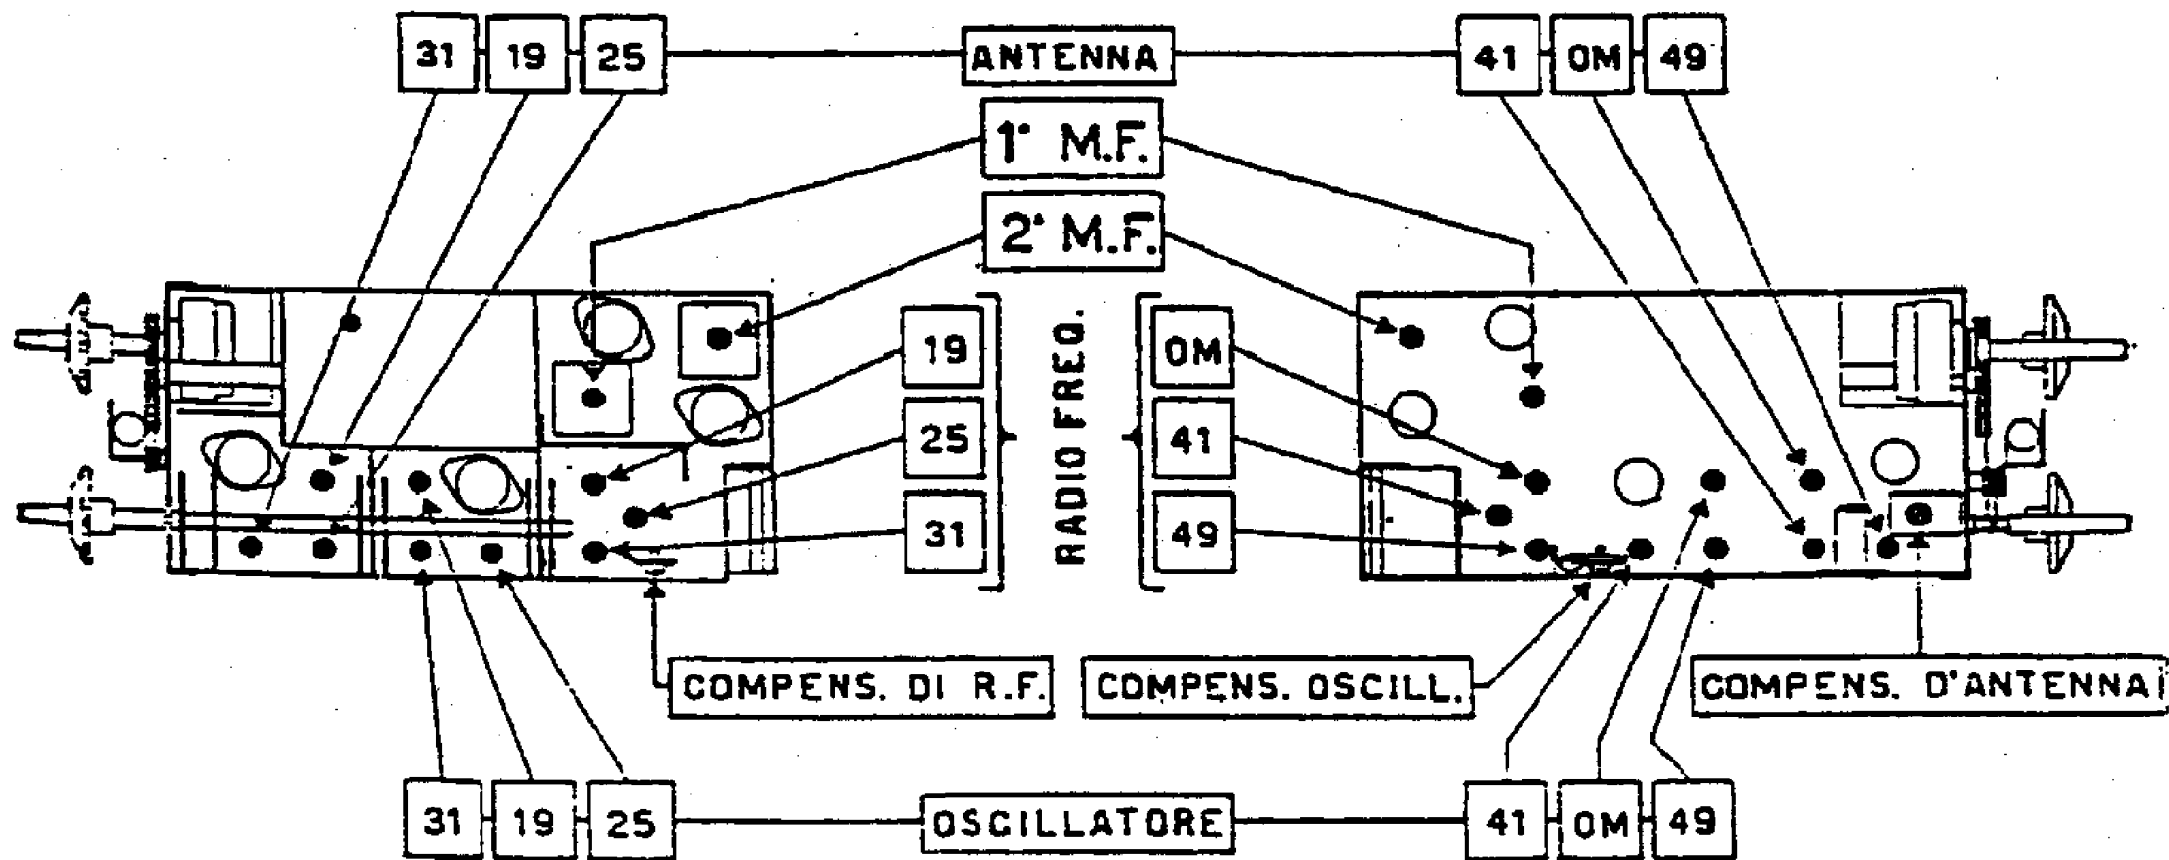 31 19 25 ANTENNA 41 OM 49
1° M.F.
2° M.F.
19 RADIO FREQ. OM
25 41
31 49
COMPENS. DI R.F. COMPENS. OSCILL. COMPENS. D'ANTENNA
31 19 25 OSCILLATORE 41 OM 49